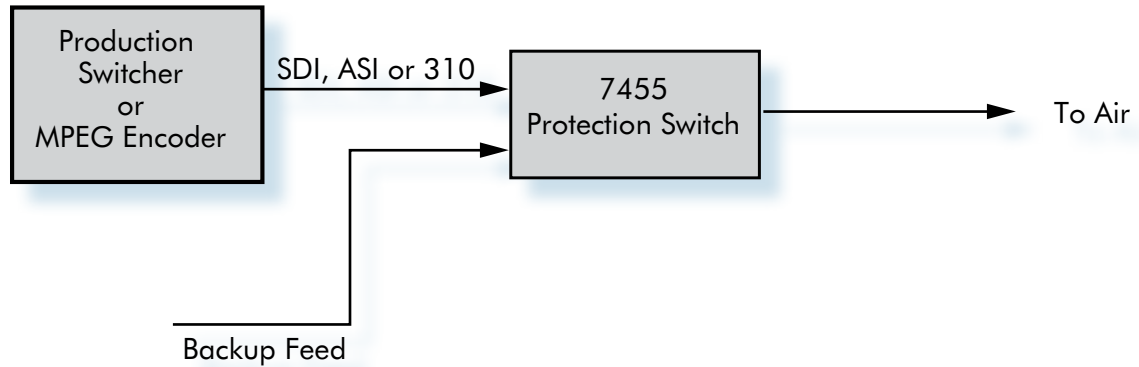 Production
Switcher
or
MPEG Encoder
SDI, ASI or 310
7455
Protection Switch
To Air
Backup Feed